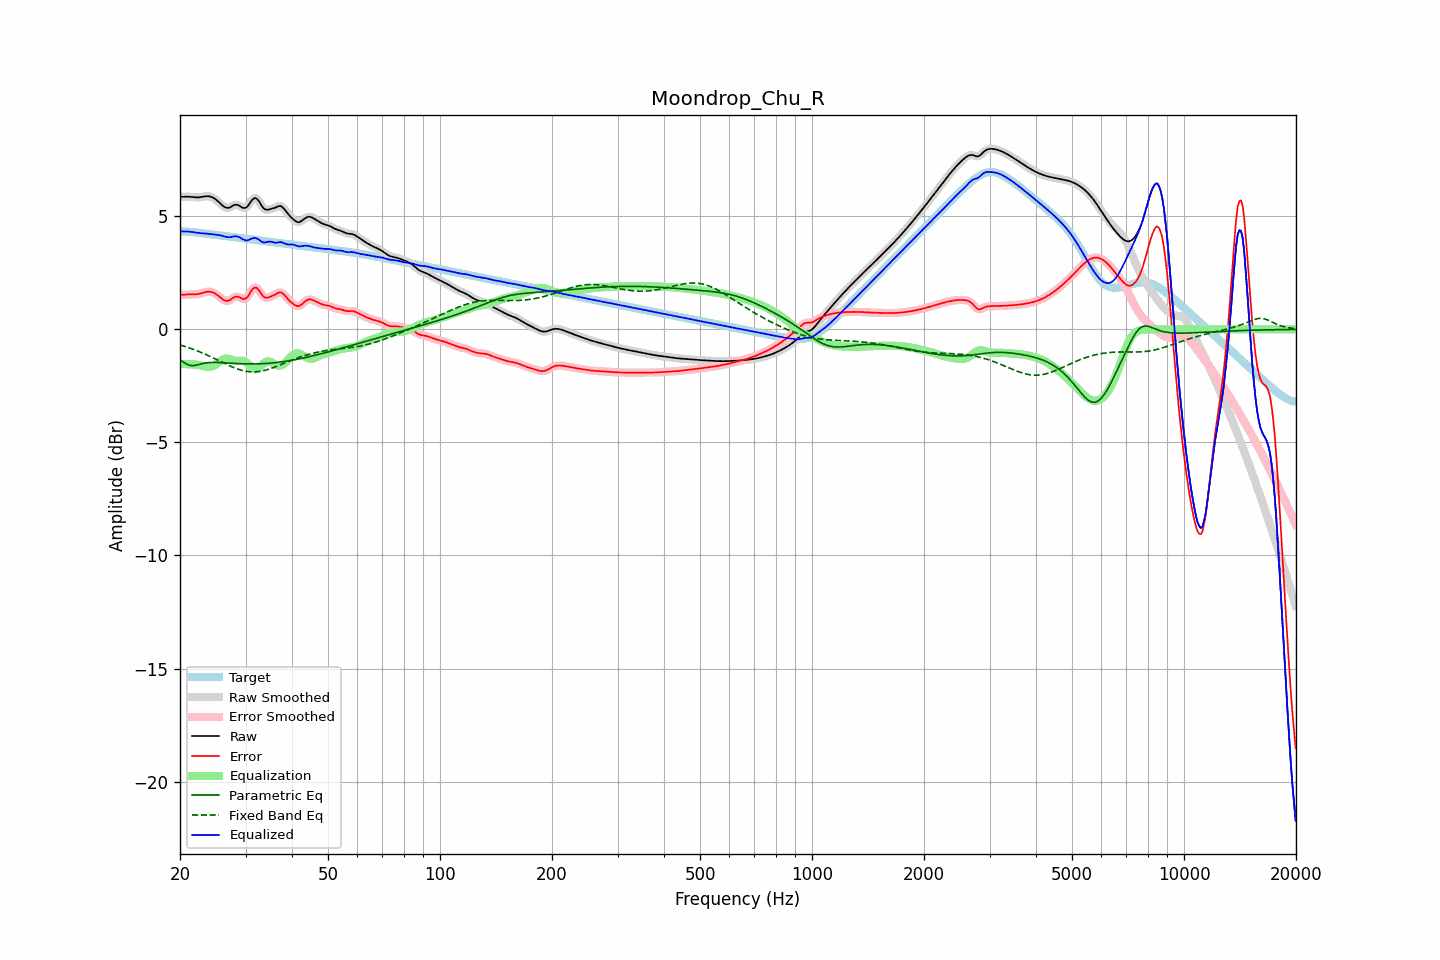 Moondrop_Chu_R
Amplitude (dBr)
5
0
−5
−10
−15
−20
Target
Raw Smoothed
Error Smoothed
Raw
Error
Equalization
Parametric Eq
Fixed Band Eq
Equalized
20 50 100 200 500 1000 2000 5000 10000 20000
Frequency (Hz)